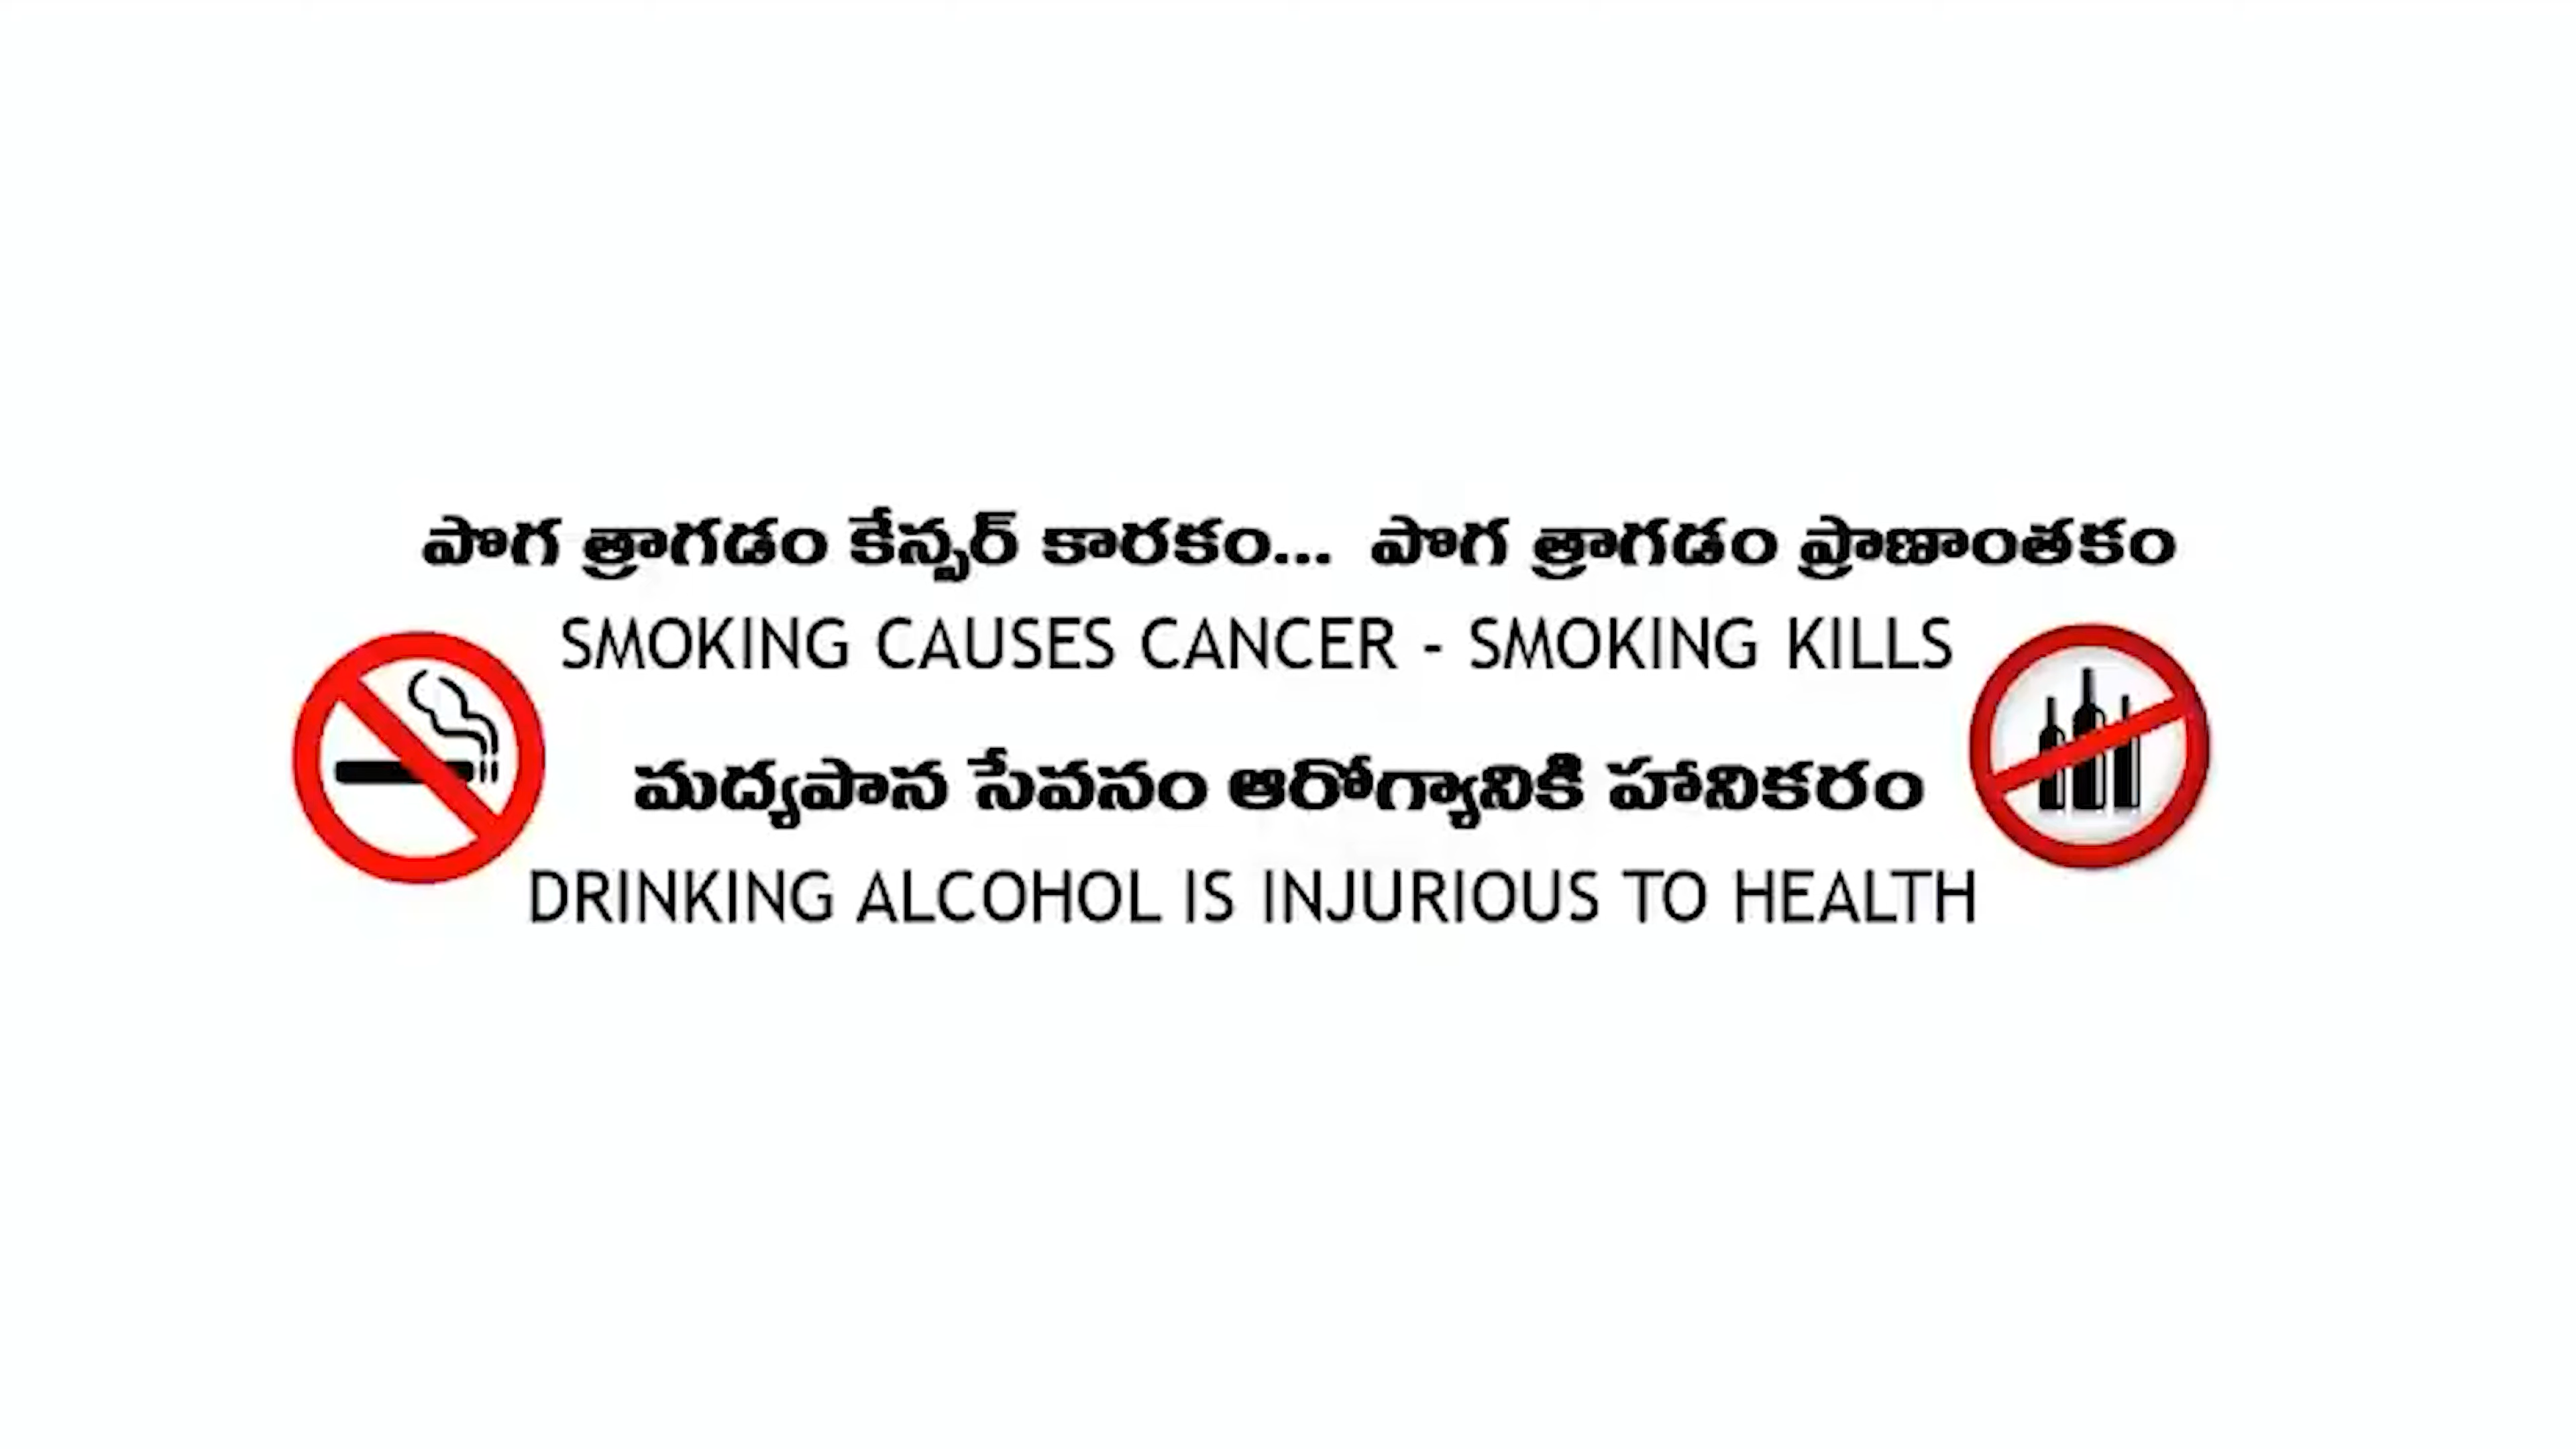 పొగ త్రాగడం కేన్సర్ కారకం... పొగ త్రాగడం ప్రాణాంతకం
SMOKING CAUSES CANCER - SMOKING KILLS
మద్యపాన సేవనం ఆరోగ్యానికి హానికరం
DRINKING ALCOHOL IS INJURIOUS TO HEALTH